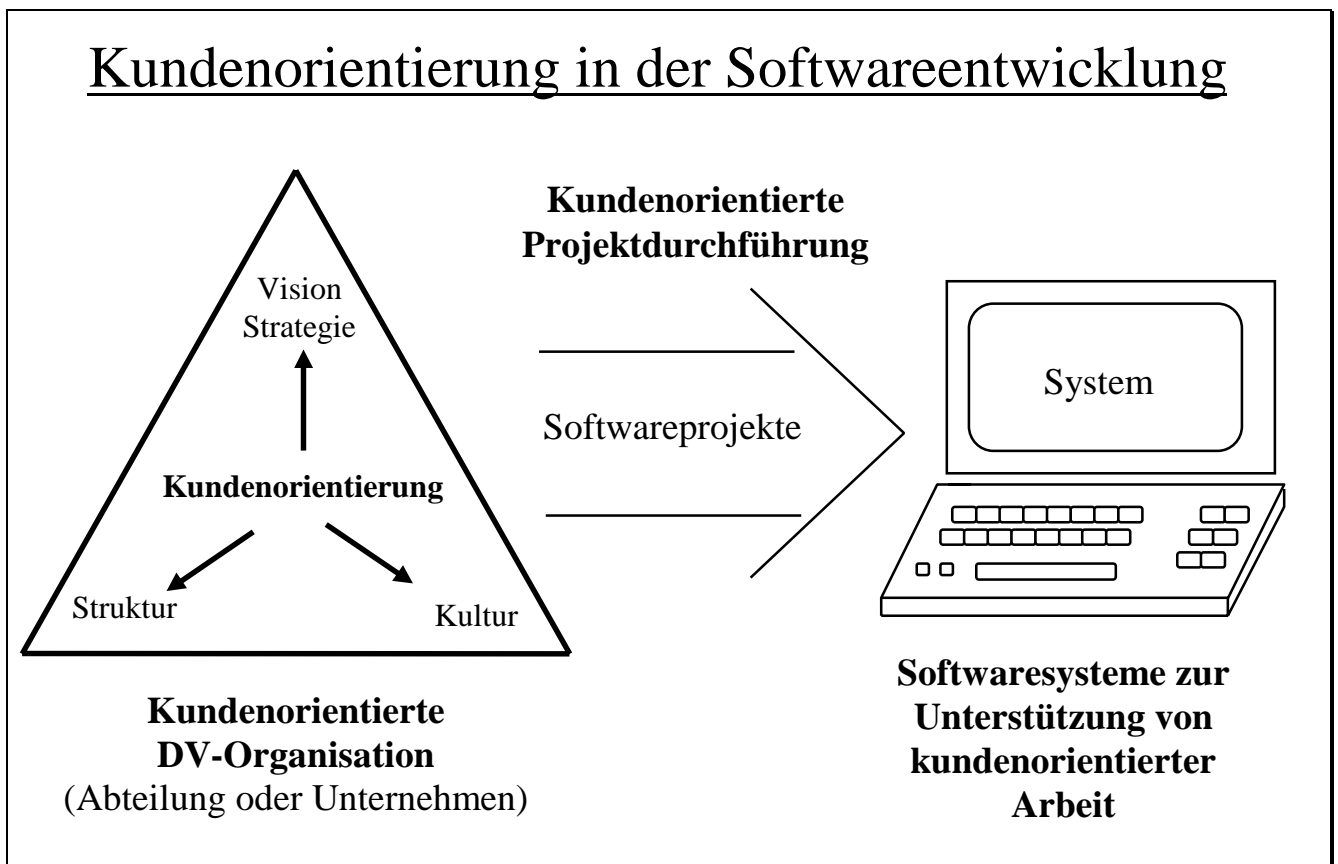 Kundenorientierung in der Softwareentwicklung
Vision
Strategie
Kundenorientierung
Struktur
Kultur
Kundenorientierte
DV-Organisation
(Abteilung oder Unternehmen)
Kundenorientierte
Projektdurchführung
Softwareprojekte
System
Softwaresysteme zur
Unterstützung von
kundenorientierter
Arbeit